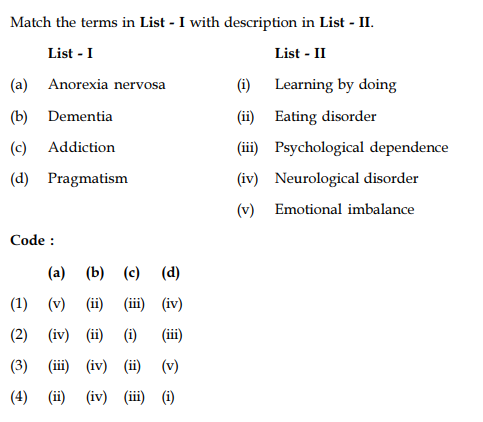 Match the terms in List - I with description in List - II.
List - I List - II
(a) Anorexia nervosa (i) Learning by doing
(b) Dementia (ii) Eating disorder
(c) Addiction (iii) Psychological dependence
(d) Pragmatism (iv) Neurological disorder
(v) Emotional imbalance
Code :
(a) (b) (c) (d)
(1) (v) (ii) (iii) (iv)
(2) (iv) (ii) (i) (iii)
(3) (iii) (iv) (ii) (v)
(4) (ii) (iv) (iii) (i)